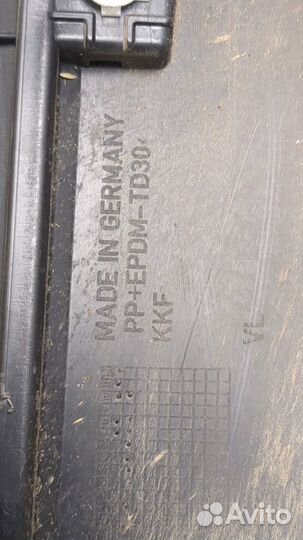 MADE IN GERMANY
PP+EPDM-TD30<
KKF
VL
Avito